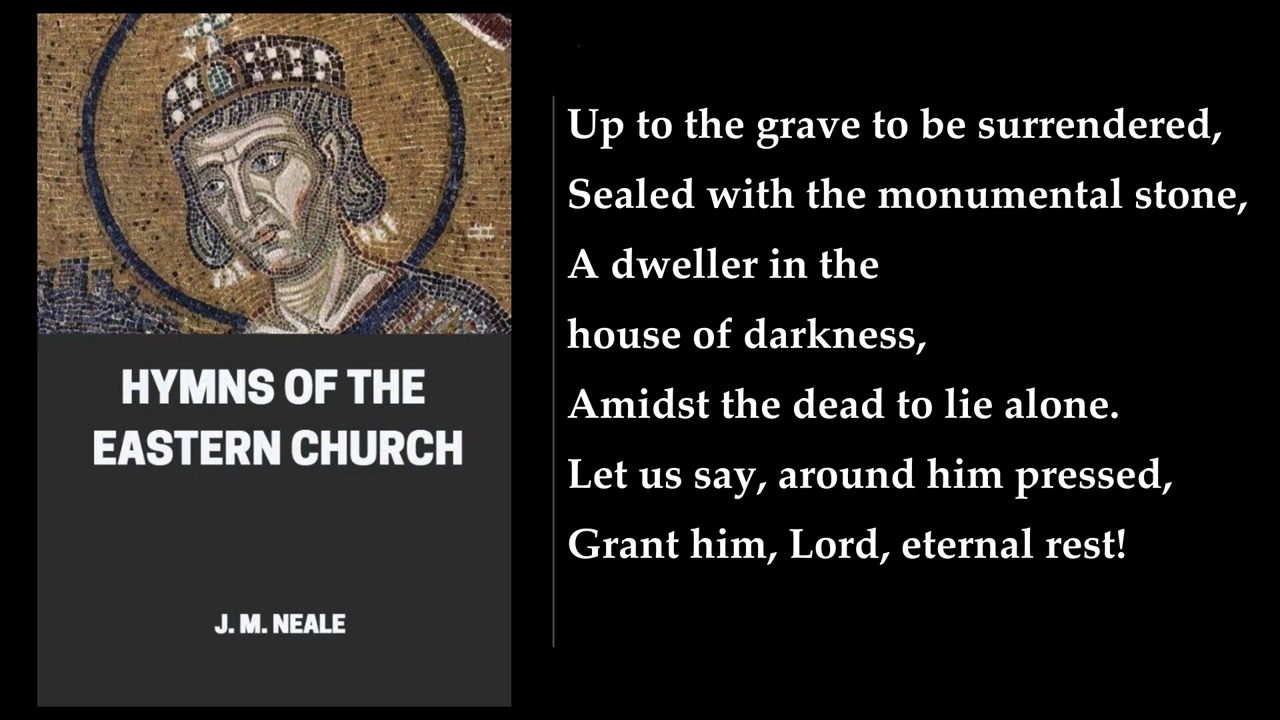 HYMNS OF THE
EASTERN CHURCH
J. M. NEALE
Up to the grave to be surrendered,
Sealed with the monumental stone,
A dweller in the
house of darkness,
Amidst the dead to lie alone.
Let us say, around him pressed,
Grant him, Lord, eternal rest!